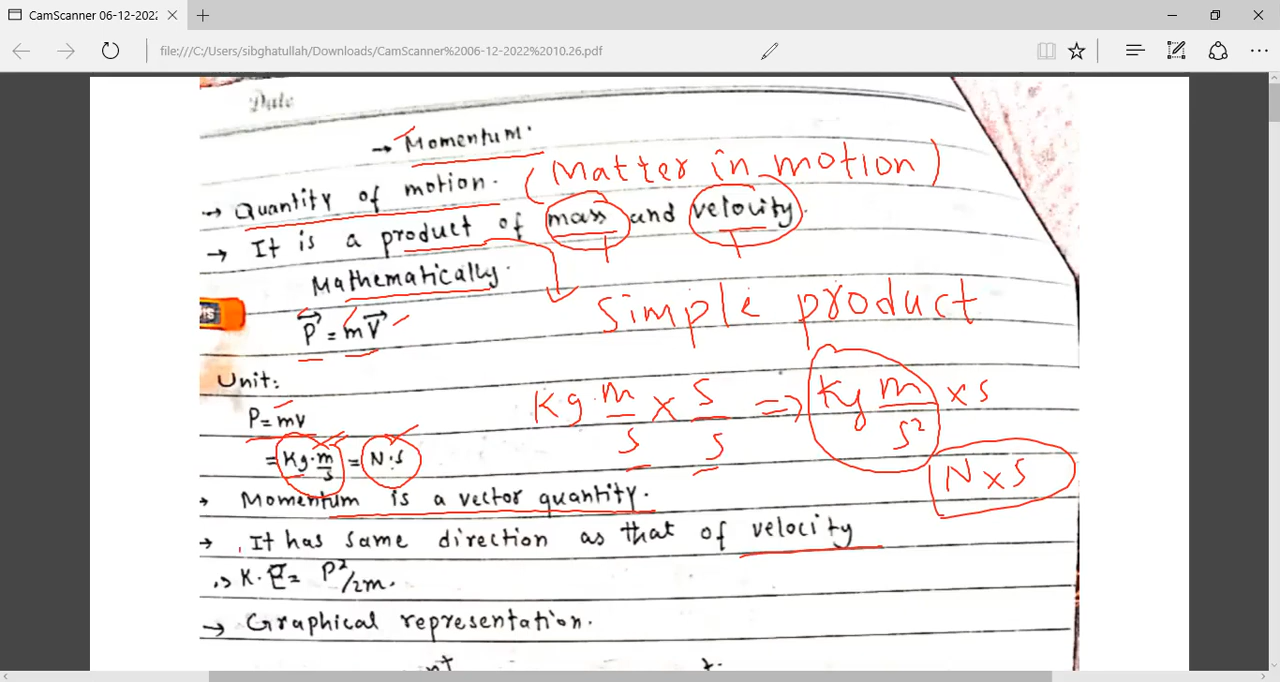 CamScanner 06-12-202
file:///C:/Users/sibghatullah/Downloads/CamScanner%2006-12-2022%2010.26.pdf
Date
→ Momentum.
→ Quantity of motion. (Matter in motion)
→ It is a product of mass and velocity.
Mathematically.
simple product
P⃗ = mV⃗
Unit:
Kg·m/s × s/s => Kg m/s² × s
P = mv
= Kg·m/s = N·s
N×s
→ Momentum is a vector quantity.
→ It has same direction as that of velocity
→ K.E = P²/2m.
→ Graphical representation.